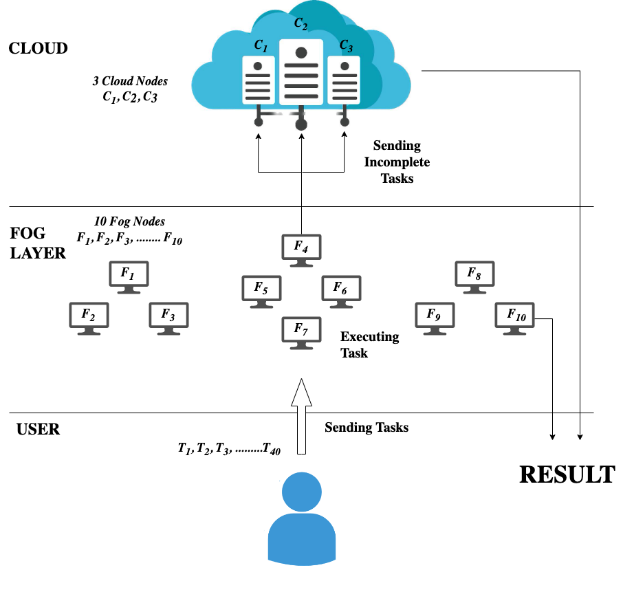 CLOUD
C1
C2
C3
3 Cloud Nodes
C1, C2, C3
Sending
Incomplete
Tasks
FOG
LAYER
10 Fog Nodes
F1, F2, F3, ........ F10
F1
F2
F3
F4
F5
F6
F7
F8
F9
F10
Executing
Task
USER
Sending Tasks
T1, T2, T3, .........T40
RESULT